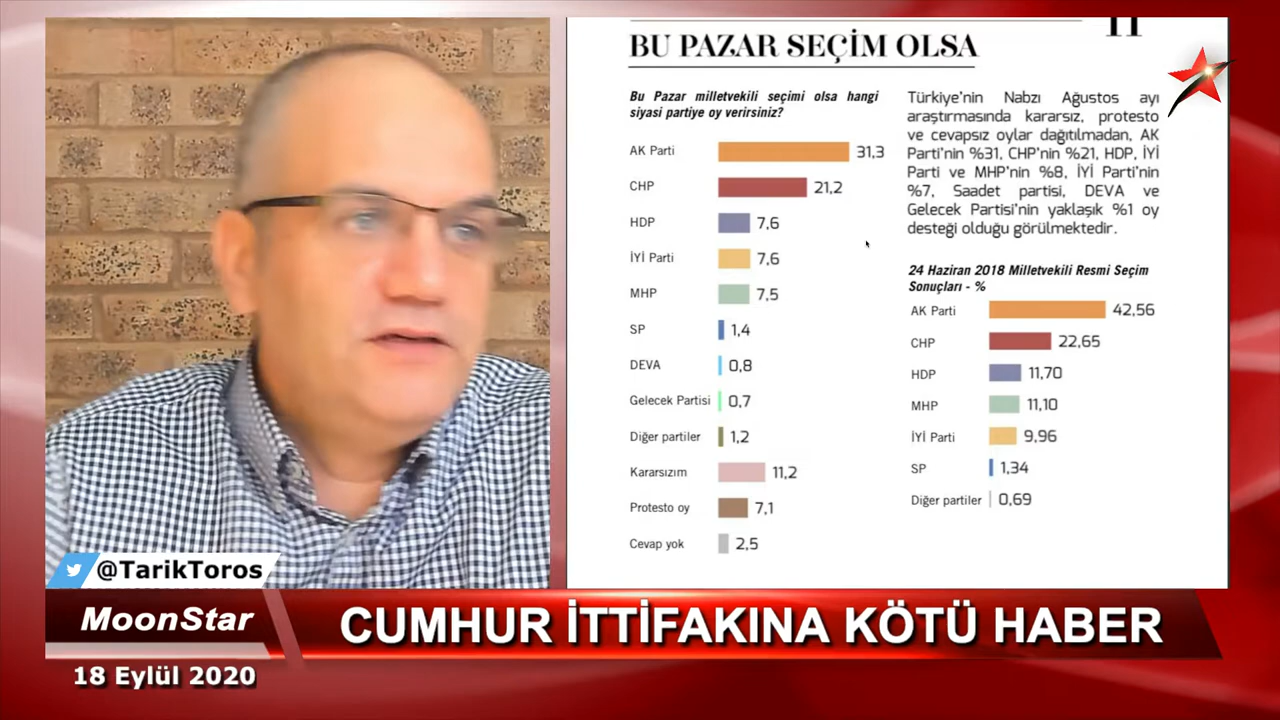 11
BU PAZAR SEÇİM OLSA
Bu Pazar milletvekili seçimi olsa hangi
siyasi partiye oy verirsiniz?
AK Parti 31,3
CHP 21,2
HDP 7,6
İYİ Parti 7,6
MHP 7,5
SP 1,4
DEVA 0,8
Gelecek Partisi 0,7
Diğer partiler 1,2
Kararsızım 11,2
Protesto oy 7,1
Cevap yok 2,5
Türkiye'nin Nabzı Ağustos ayı
araştırmasında kararsız, protesto
ve cevapsız oylar dağıtılmadan, AK
Parti'nin %31, CHP'nin %21, HDP, İYİ
Parti ve MHP'nin %8, İYİ Parti'nin
%7, Saadet partisi, DEVA ve
Gelecek Partisi'nin yaklaşık %1 oy
desteği olduğu görülmektedir.
24 Haziran 2018 Milletvekili Resmi Seçim
Sonuçları - %
AK Parti 42,56
CHP 22,65
HDP 11,70
MHP 11,10
İYİ Parti 9,96
SP 1,34
Diğer partiler 0,69
@TarikToros
MoonStar
CUMHUR İTTİFAKINA KÖTÜ HABER
18 Eylül 2020